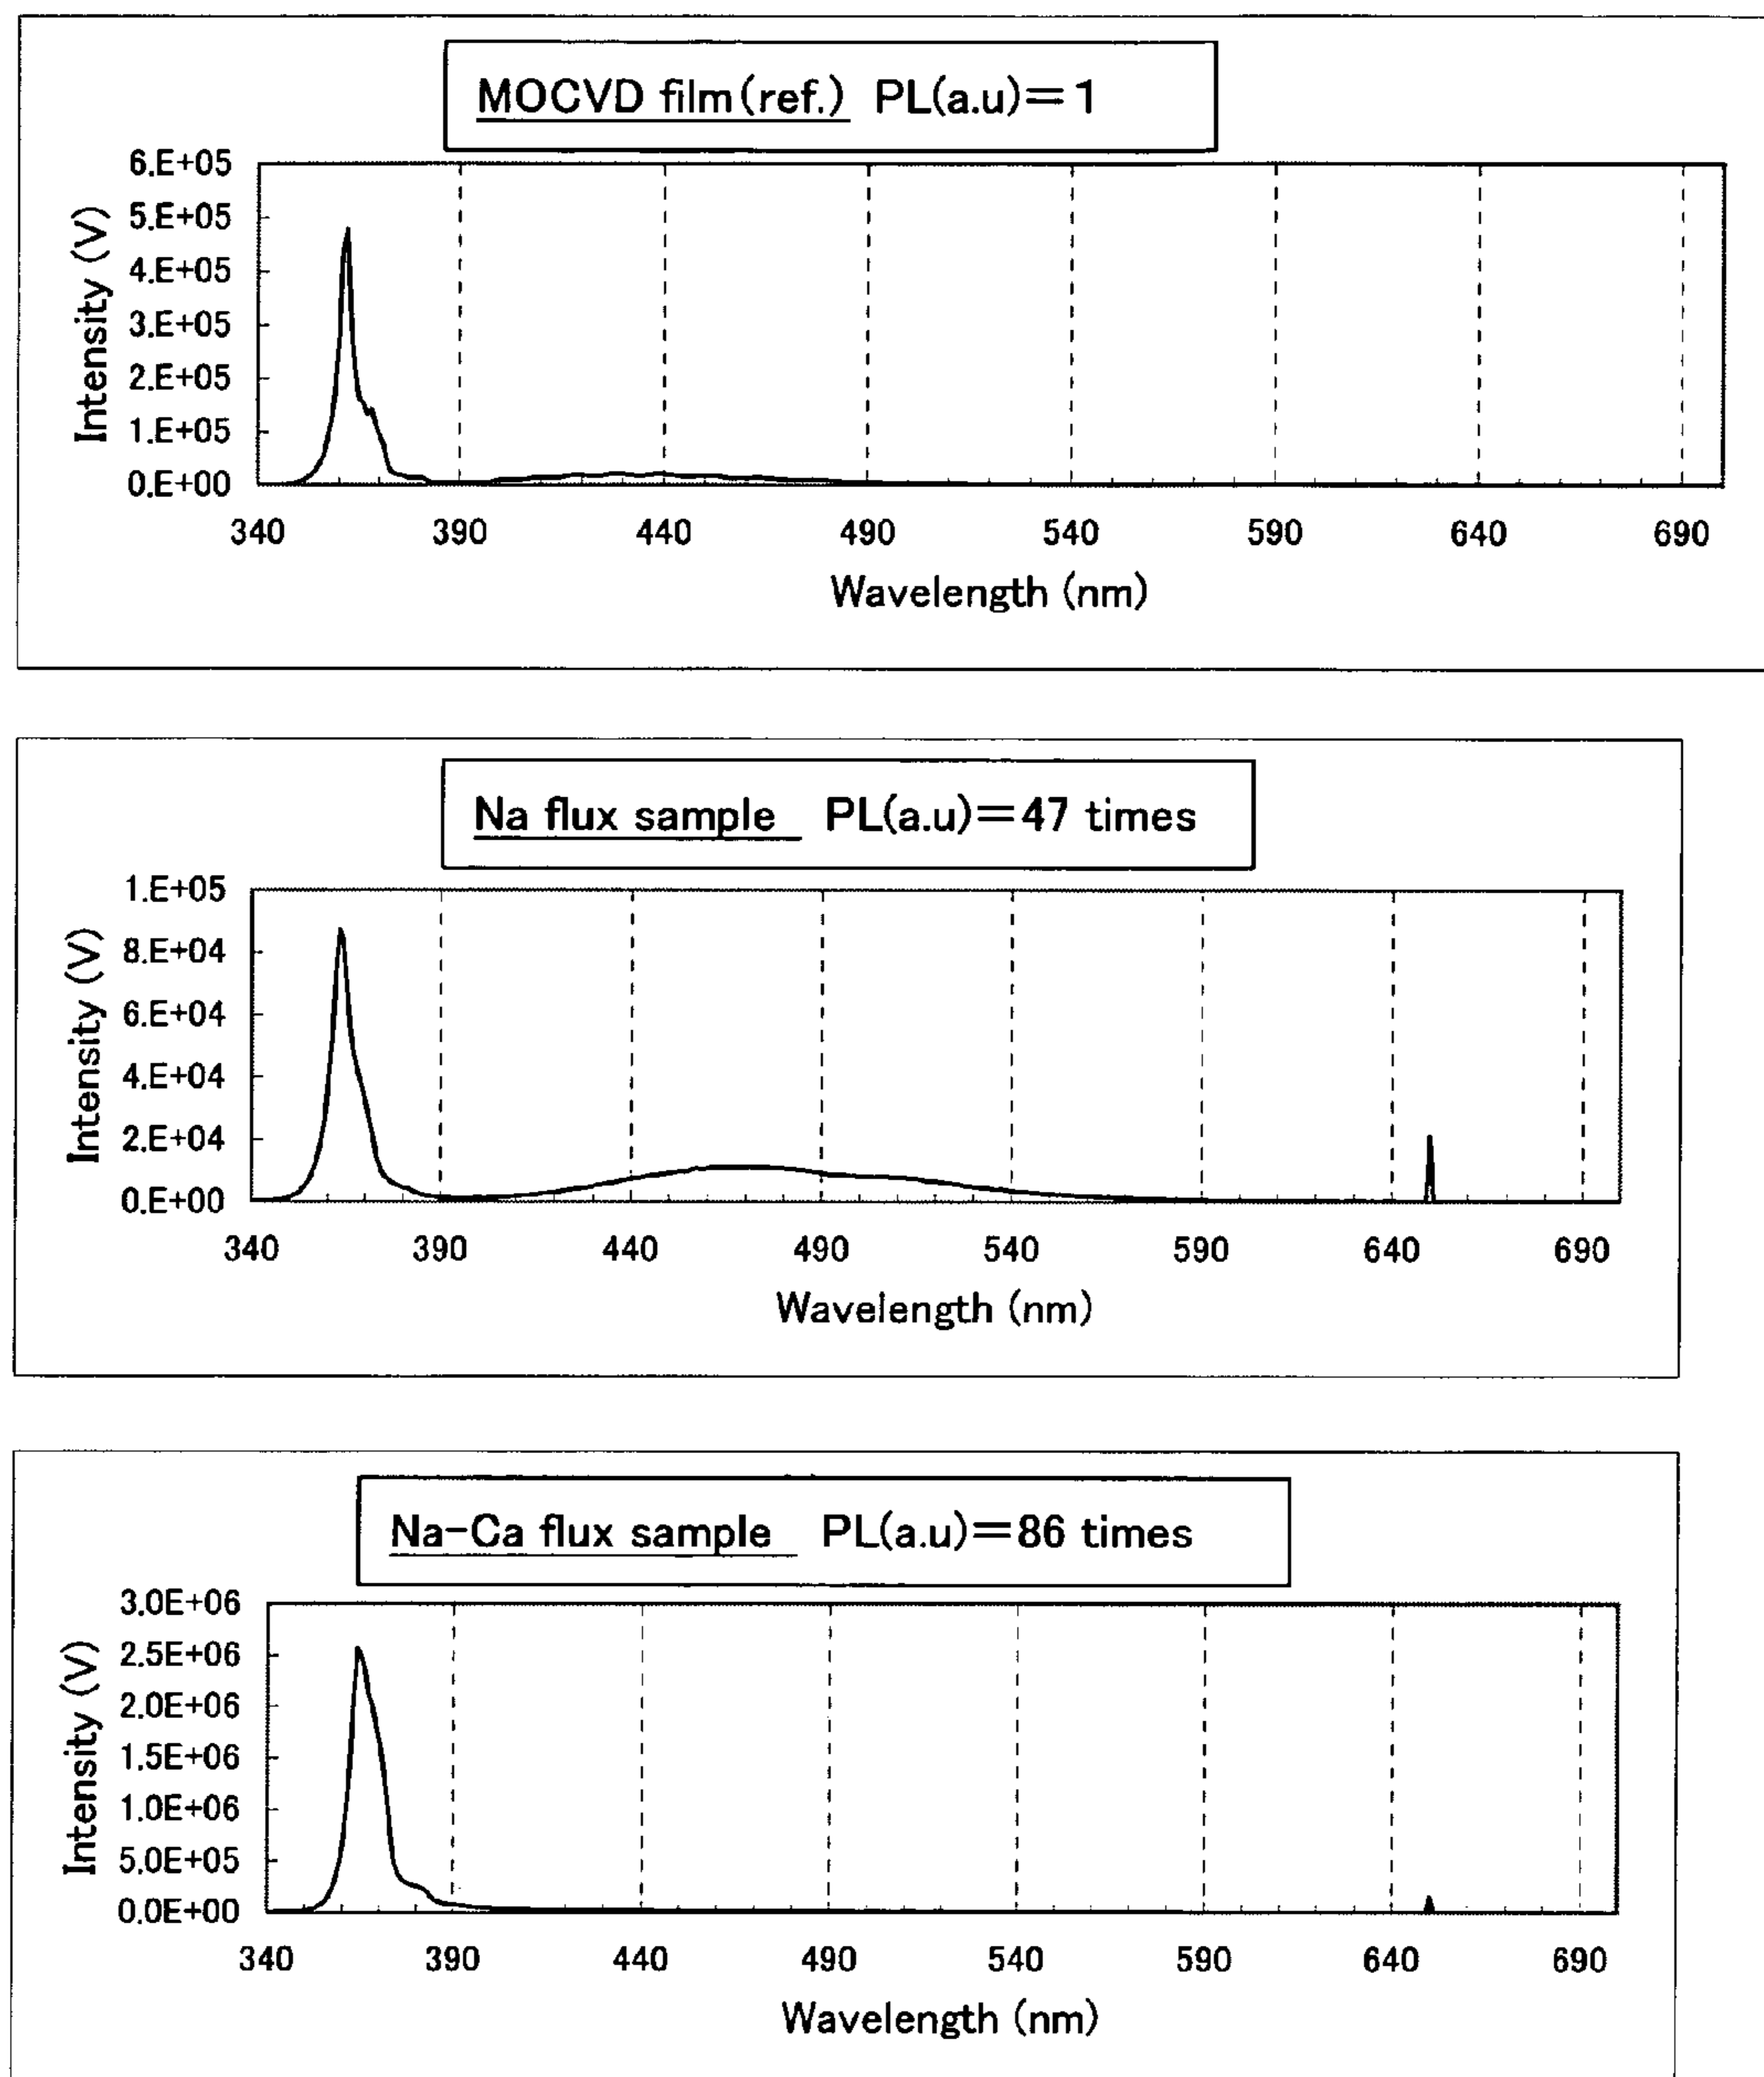 MOCVD film(ref.) PL(a.u)=1
6.E+05
5.E+05
4.E+05
3.E+05
2.E+05
1.E+05
0.E+00
Intensity (V)
340 390 440 490 540 590 640 690
Wavelength (nm)
Na flux sample PL(a.u)=47 times
1.E+05
8.E+04
6.E+04
4.E+04
2.E+04
0.E+00
Intensity (V)
340 390 440 490 540 590 640 690
Wavelength (nm)
Na-Ca flux sample PL(a.u)=86 times
3.0E+06
2.5E+06
2.0E+06
1.5E+06
1.0E+06
5.0E+05
0.0E+00
Intensity (V)
340 390 440 490 540 590 640 690
Wavelength (nm)